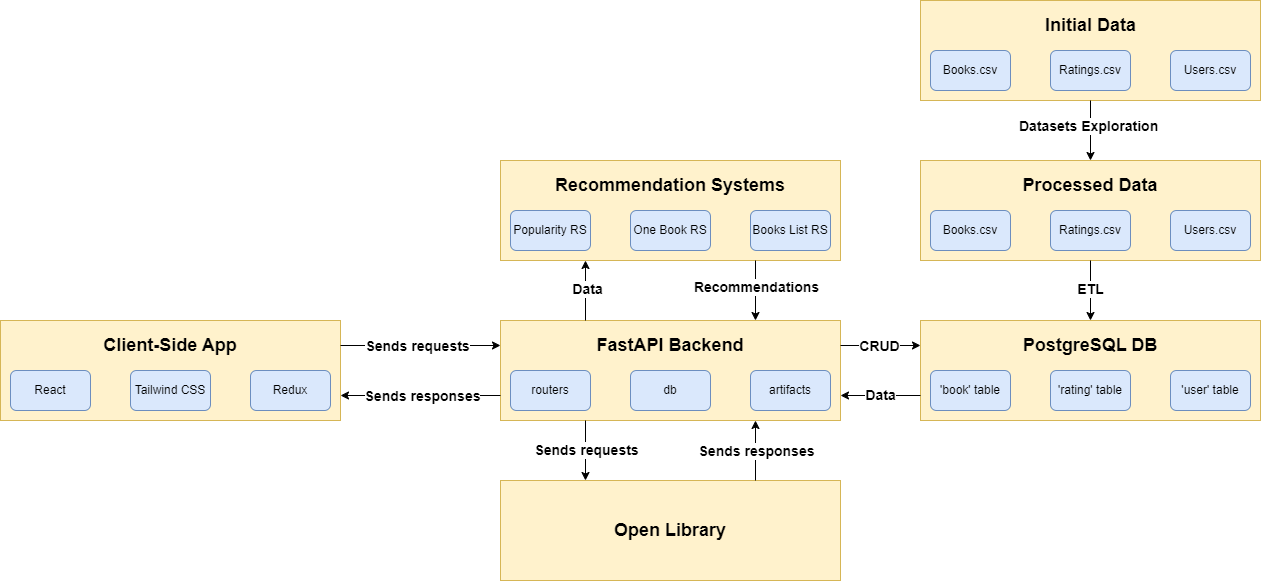 Initial Data
Books.csv
Ratings.csv
Users.csv
Datasets Exploration
Recommendation Systems
Popularity RS
One Book RS
Books List RS
Processed Data
Books.csv
Ratings.csv
Users.csv
Data
Recommendations
ETL
Client-Side App
React
Tailwind CSS
Redux
Sends requests
Sends responses
FastAPI Backend
routers
db
artifacts
CRUD
Data
PostgreSQL DB
'book' table
'rating' table
'user' table
Sends requests
Sends responses
Open Library